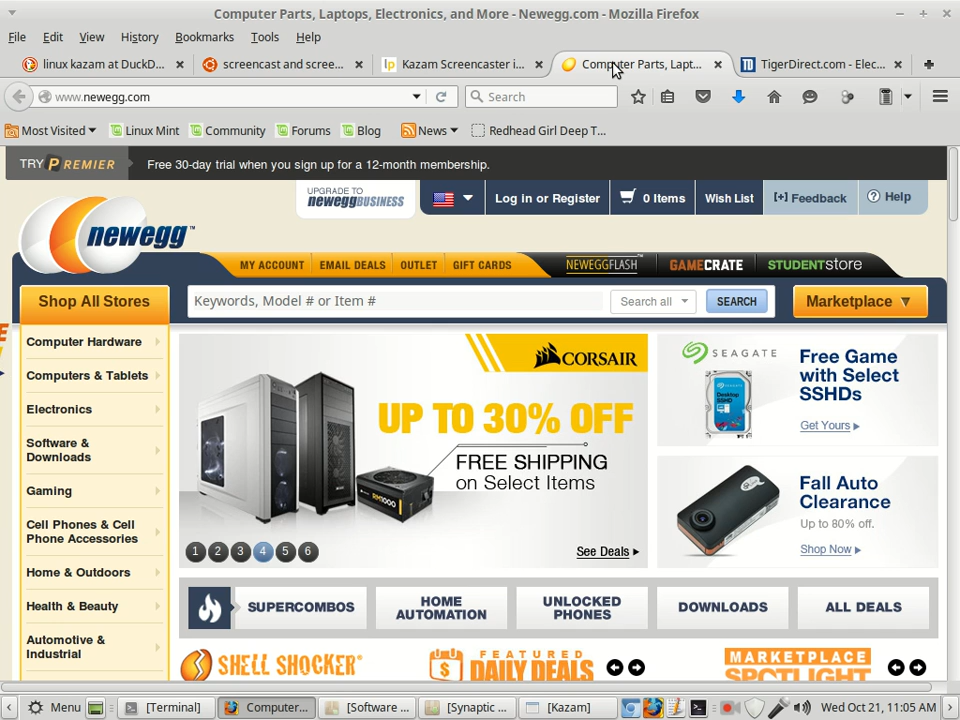 Computer Parts, Laptops, Electronics, and More - Newegg.com - Mozilla Firefox
File Edit View History Bookmarks Tools Help
linux kazam at DuckD...
screencast and scree...
Kazam Screencaster i...
Computer Parts, Lapt...
TigerDirect.com - Elec...
www.newegg.com
Search
Most Visited
Linux Mint
Community
Forums
Blog
News
Redhead Girl Deep T...
TRY PREMIER
Free 30-day trial when you sign up for a 12-month membership.
UPGRADE TO
neweggBUSINESS
Log in or Register
0 Items
Wish List
[+] Feedback
? Help
newegg™
MY ACCOUNT
EMAIL DEALS
OUTLET
GIFT CARDS
NEWEGGFLASH
GAMECRATE
STUDENTSTORE
Shop All Stores
Keywords, Model # or Item #
Search all
SEARCH
Marketplace
Computer Hardware
Computers & Tablets
Electronics
Software &
Downloads
Gaming
Cell Phones & Cell
Phone Accessories
Home & Outdoors
Health & Beauty
Automotive &
Industrial
CORSAIR
UP TO 30% OFF
FREE SHIPPING
on Select Items
RM1000
1 2 3 4 5 6
See Deals
SEAGATE
Desktop
SSHD
Free Game
with Select
SSHDs
Get Yours
Fall Auto
Clearance
Up to 80% off.
Shop Now
SUPERCOMBOS
HOME
AUTOMATION
UNLOCKED
PHONES
DOWNLOADS
ALL DEALS
SHELL SHOCKER®
FEATURED
DAILY DEALS
MARKETPLACE
SPOTLIGHT
Menu
[Terminal]
Computer...
[Software ...
[Synaptic ...
[Kazam]
Wed Oct 21, 11:05 AM